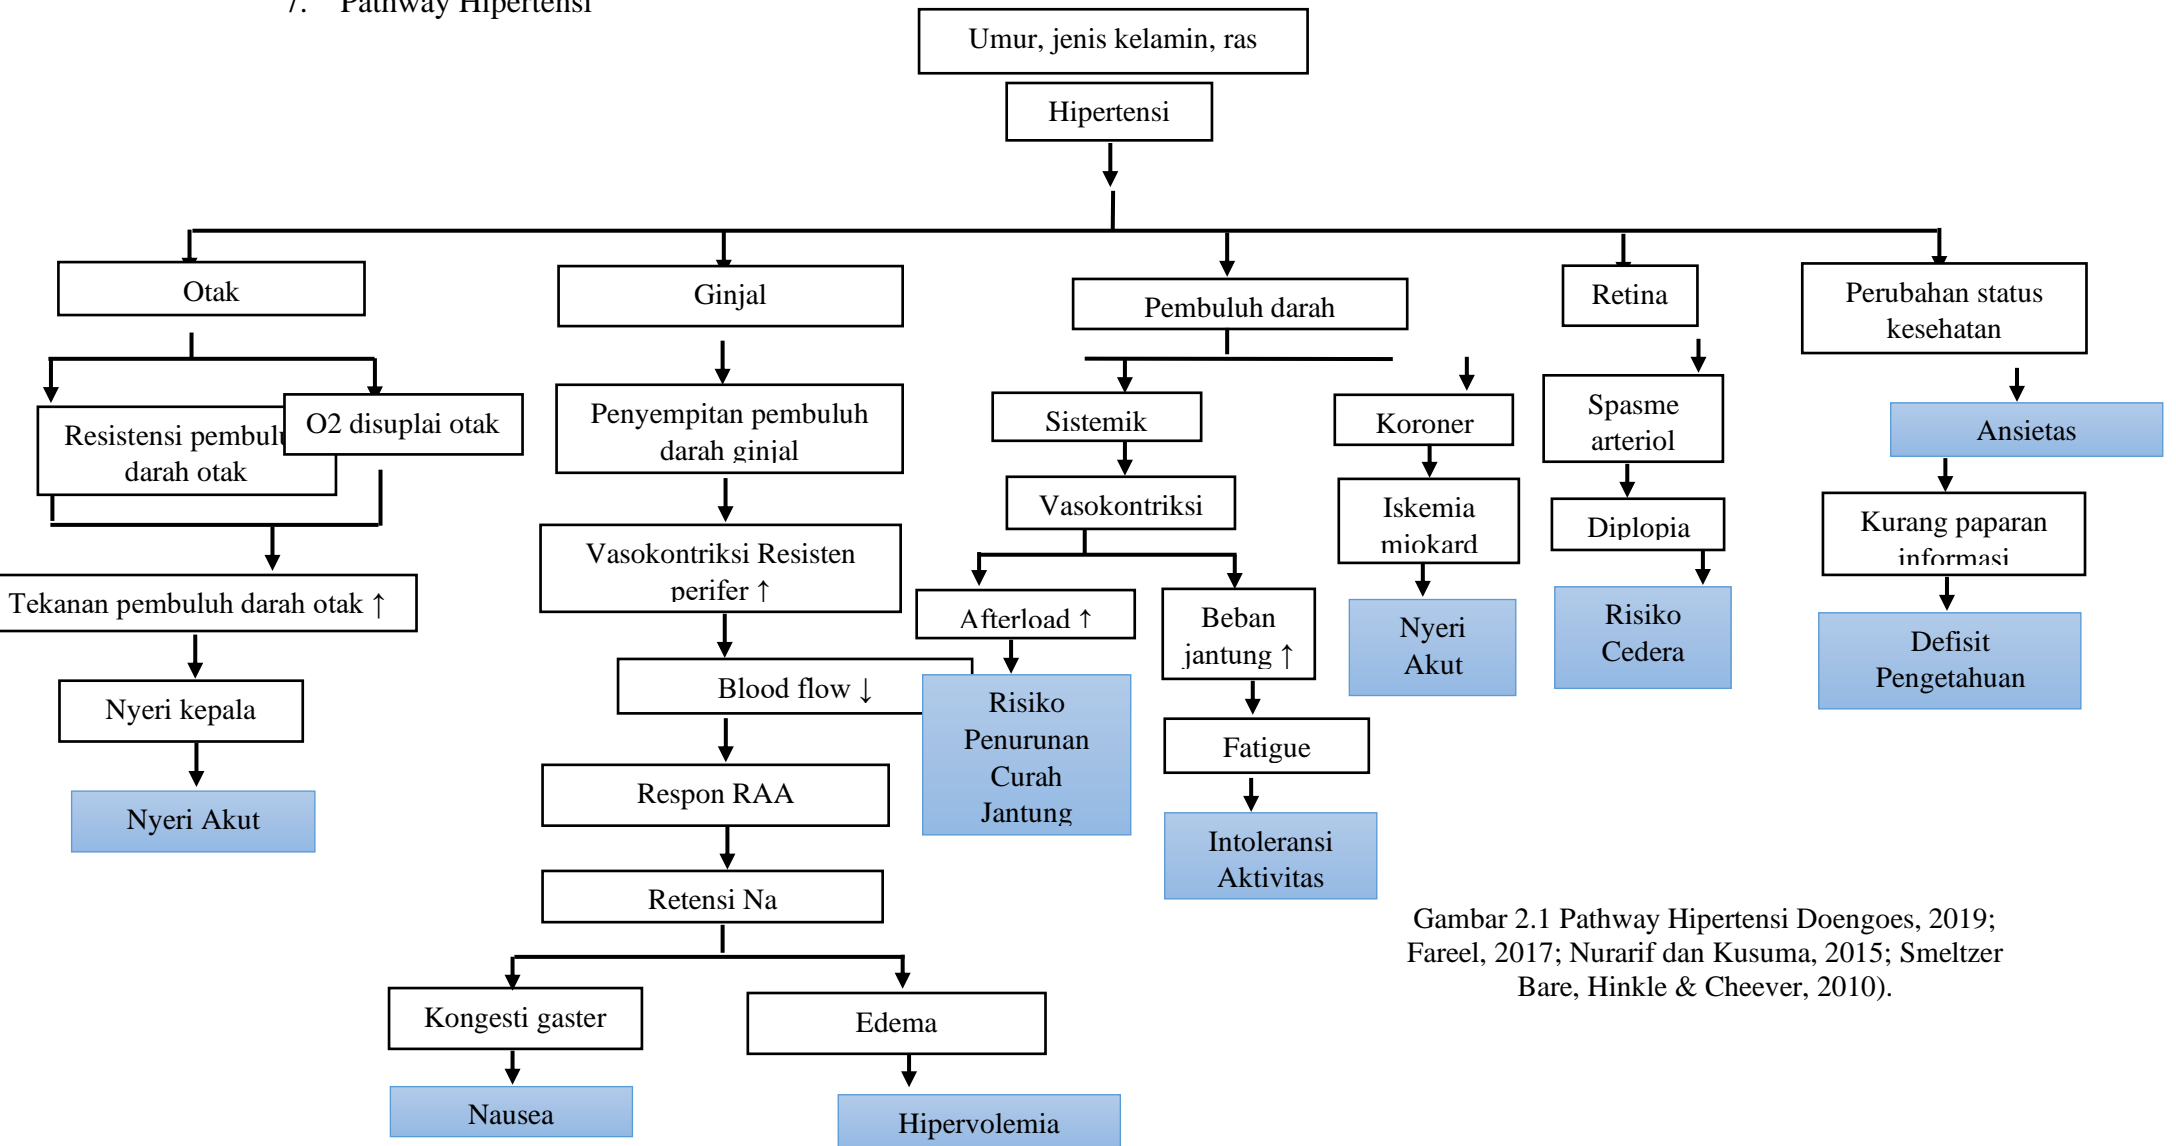 7. Pathway Hipertensi
Umur, jenis kelamin, ras
Hipertensi
Otak
Ginjal
Pembuluh darah
Retina
Perubahan status
kesehatan
Resistensi pembulu
darah otak
O2 disuplai otak
Penyempitan pembuluh
darah ginjal
Sistemik
Koroner
Spasme
arteriol
Ansietas
Vasokontriksi
Iskemia
miokard
Diplopia
Kurang paparan
informasi
Vasokontriksi Resisten
perifer ↑
Tekanan pembuluh darah otak ↑
Afterload ↑
Beban
jantung ↑
Nyeri
Akut
Risiko
Cedera
Defisit
Pengetahuan
Nyeri kepala
Blood flow ↓
Risiko
Penurunan
Curah
Jantung
Fatigue
Nyeri Akut
Respon RAA
Intoleransi
Aktivitas
Retensi Na
Kongesti gaster
Edema
Nausea
Hipervolemia
Gambar 2.1 Pathway Hipertensi Doengoes, 2019;
Fareel, 2017; Nurarif dan Kusuma, 2015; Smeltzer
Bare, Hinkle & Cheever, 2010).